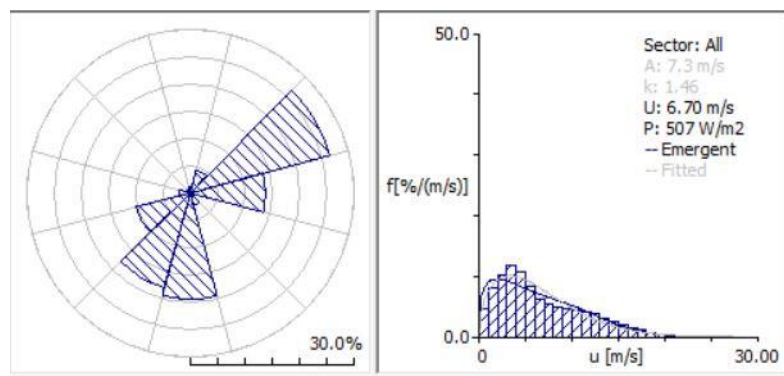 30.0%
50.0
f[%/(m/s)]
0.0
0
u [m/s]
30.00
Sector: All
A: 7.3 m/s
k: 1.46
U: 6.70 m/s
P: 507 W/m2
-- Emergent
-- Fitted